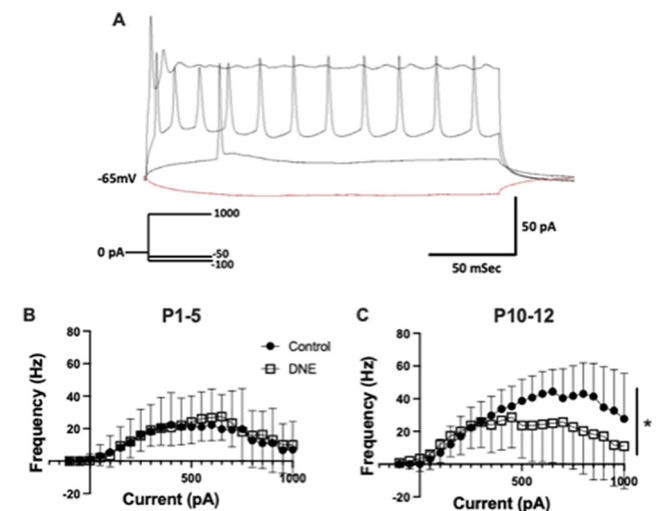 A
-65mV
1000
0 pA
-50
-100
50 pA
50 mSec
B
P1-5
C
P10-12
Control
DNE
80
60
40
20
-20
500
1000
Frequency (Hz)
Current (pA)
80
60
40
20
-20
500
1000
Frequency (Hz)
Current (pA)
*